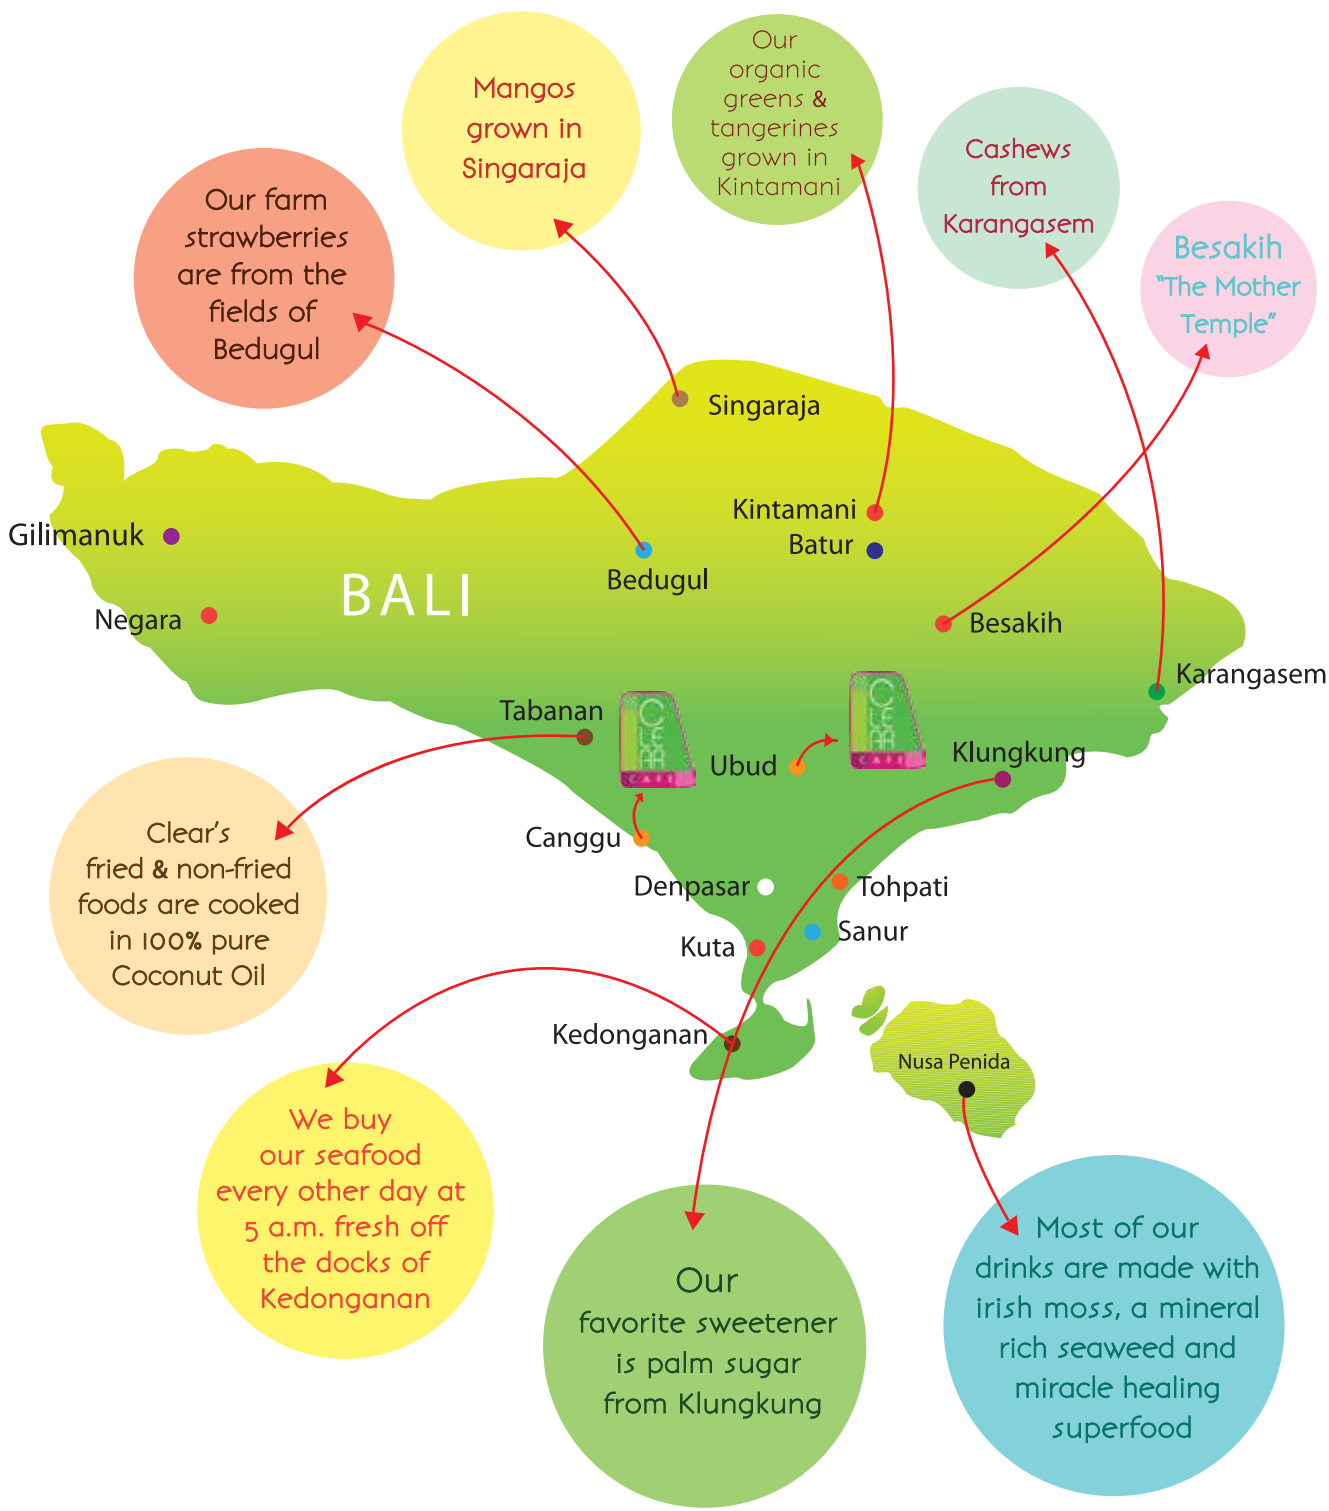 Our
organic
greens &
tangerines
grown in
Kintamani
Mangos
grown in
Singaraja
Cashews
from
Karangasem
Our farm
strawberries
are from the
fields of
Bedugul
Besakih
"The Mother
Temple"
Singaraja
Kintamani
Batur
Gilimanuk
Bedugul
BALI
Negara
Besakih
Karangasem
Tabanan
CAFE
CAFE
Ubud
Klungkung
Canggu
Denpasar
Tohpati
Sanur
Kuta
Clear's
fried & non-fried
foods are cooked
in 100% pure
Coconut Oil
Kedonganan
Nusa Penida
We buy
our seafood
every other day at
5 a.m. fresh off
the docks of
Kedonganan
Our
favorite sweetener
is palm sugar
from Klungkung
Most of our
drinks are made with
irish moss, a mineral
rich seaweed and
miracle healing
superfood